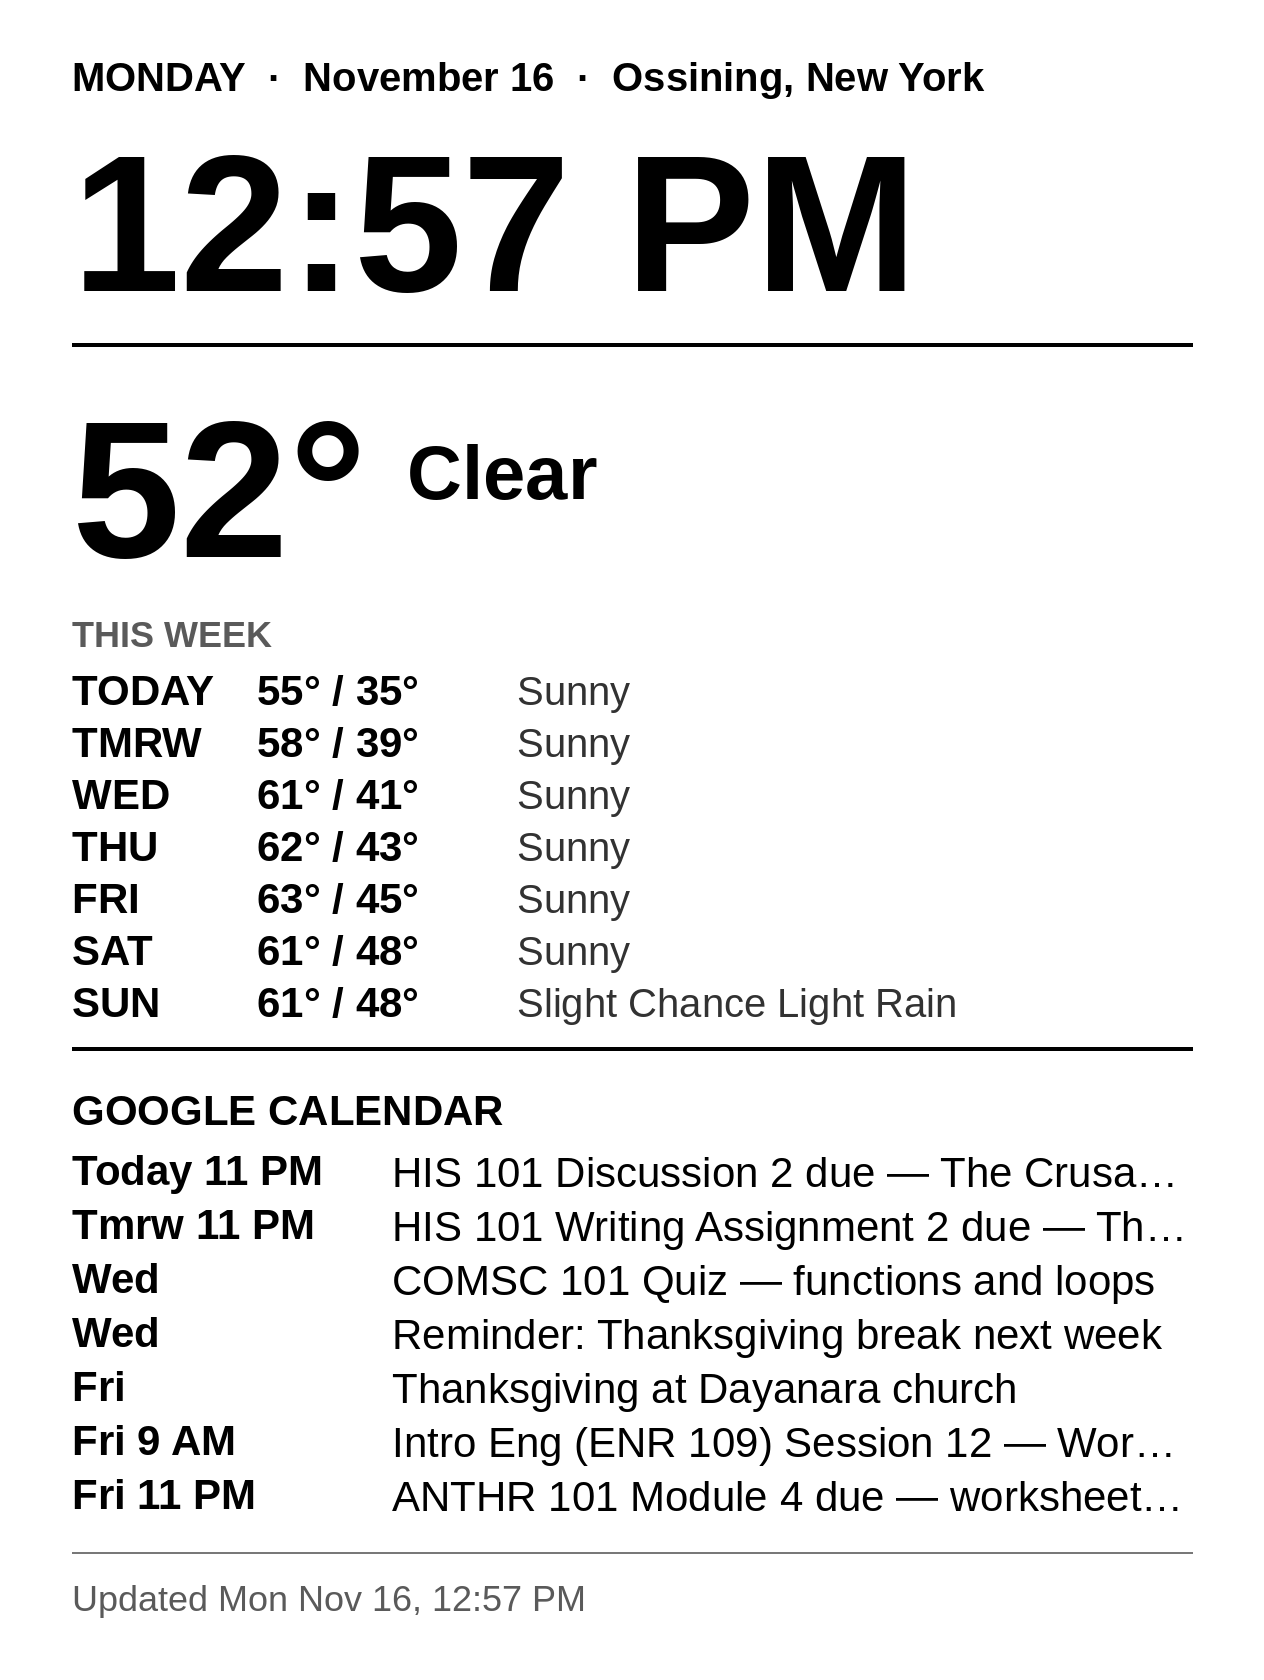 MONDAY · November 16 · Ossining, New York
12:57 PM
52° Clear
THIS WEEK
TODAY 55° / 35° Sunny
TMRW 58° / 39° Sunny
WED 61° / 41° Sunny
THU 62° / 43° Sunny
FRI 63° / 45° Sunny
SAT 61° / 48° Sunny
SUN 61° / 48° Slight Chance Light Rain
GOOGLE CALENDAR
Today 11 PM HIS 101 Discussion 2 due — The Crusa…
Tmrw 11 PM HIS 101 Writing Assignment 2 due — Th…
Wed COMSC 101 Quiz — functions and loops
Wed Reminder: Thanksgiving break next week
Fri Thanksgiving at Dayanara church
Fri 9 AM Intro Eng (ENR 109) Session 12 — Wor…
Fri 11 PM ANTHR 101 Module 4 due — worksheet…
Updated Mon Nov 16, 12:57 PM